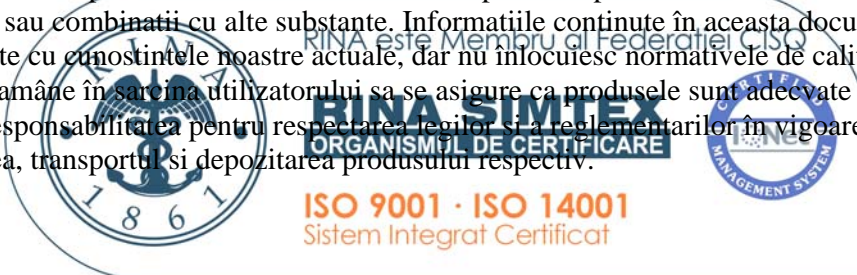 sau combinatii cu alte substante. Informatiile continute în aceasta docu
te cu cunostintele noastre actuale, dar nu înlocuiesc normativele de cali
RINA este Membru al Federatiei CISQ
amâne în sarcina utilizatorului sa se asigure ca produsele sunt adecvate
RINA SIMTEX
esponsabilitatea pentru respectarea legilor si a reglementarilor în vigoare
ORGANISMUL DE CERTIFICARE
ea, transportul si depozitarea produsului respectiv.
ISO 9001 · ISO 14001
Sistem Integrat Certificat
RINA
1861
CERTIFIED
IQNet
MANAGEMENT SYSTEM